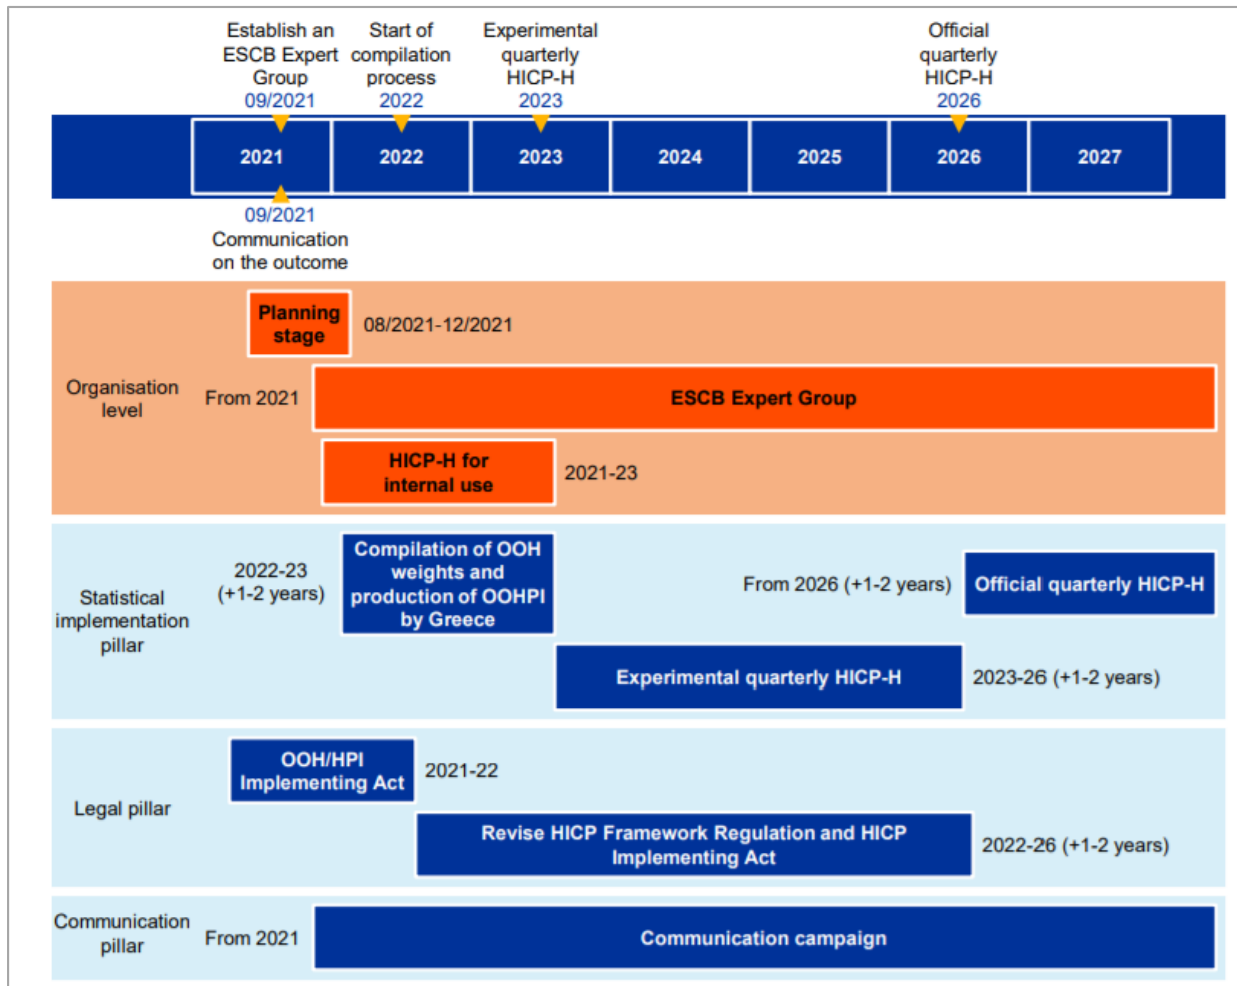 Establish an
ESCB Expert
Group
09/2021
Start of
compilation
process
2022
Experimental
quarterly
HICP-H
2023
Official
quarterly
HICP-H
2026
2021
2022
2023
2024
2025
2026
2027
09/2021
Communication
on the outcome
Organisation
level
Planning
stage
08/2021-12/2021
From 2021
ESCB Expert Group
HICP-H for
internal use
2021-23
Statistical
implementation
pillar
2022-23
(+1-2 years)
Compilation of OOH
weights and
production of OOHPI
by Greece
From 2026 (+1-2 years)
Official quarterly HICP-H
Experimental quarterly HICP-H
2023-26 (+1-2 years)
Legal pillar
OOH/HPI
Implementing Act
2021-22
Revise HICP Framework Regulation and HICP
Implementing Act
2022-26 (+1-2 years)
Communication
pillar
From 2021
Communication campaign